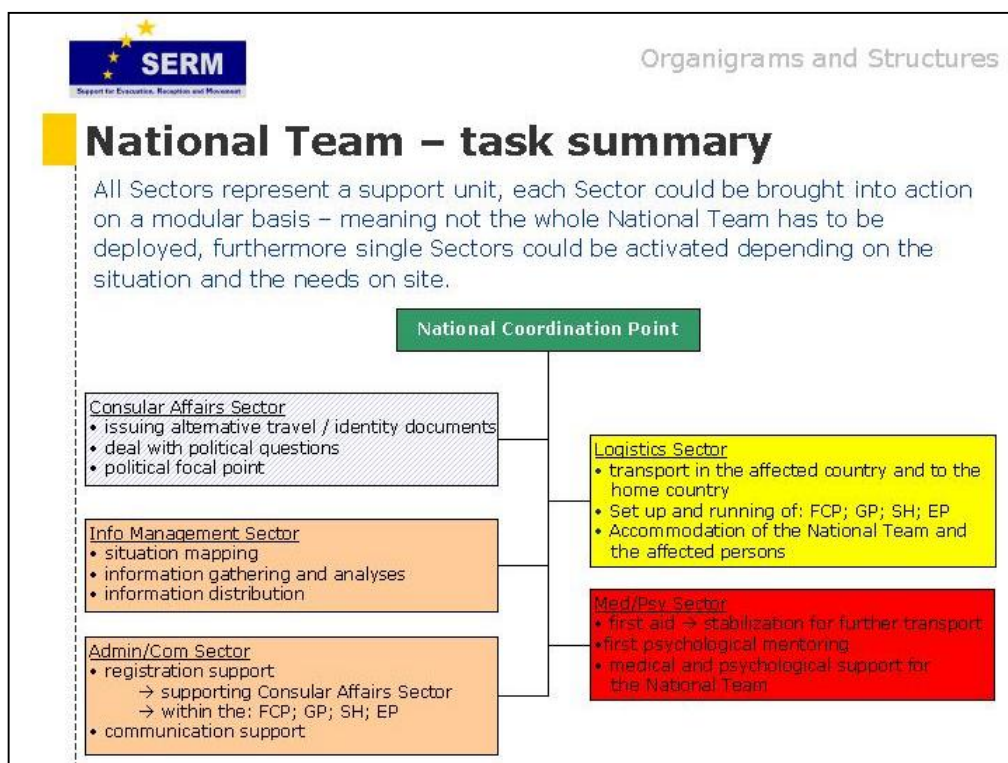 SERM
Support for Evacuation, Reception and Movement
Organigrams and Structures
National Team – task summary
All Sectors represent a support unit, each Sector could be brought into action
on a modular basis – meaning not the whole National Team has to be
deployed, furthermore single Sectors could be activated depending on the
situation and the needs on site.
National Coordination Point
Consular Affairs Sector
• issuing alternative travel / identity documents
• deal with political questions
• political focal point
Info Management Sector
• situation mapping
• information gathering and analyses
• information distribution
Admin/Com Sector
• registration support
→ supporting Consular Affairs Sector
→ within the: FCP; GP; SH; EP
• communication support
Logistics Sector
• transport in the affected country and to the
home country
• Set up and running of: FCP; GP; SH; EP
• Accommodation of the National Team and
the affected persons
Med/Psy Sector
• first aid → stabilization for further transport
•first psychological mentoring
• medical and psychological support for
the National Team